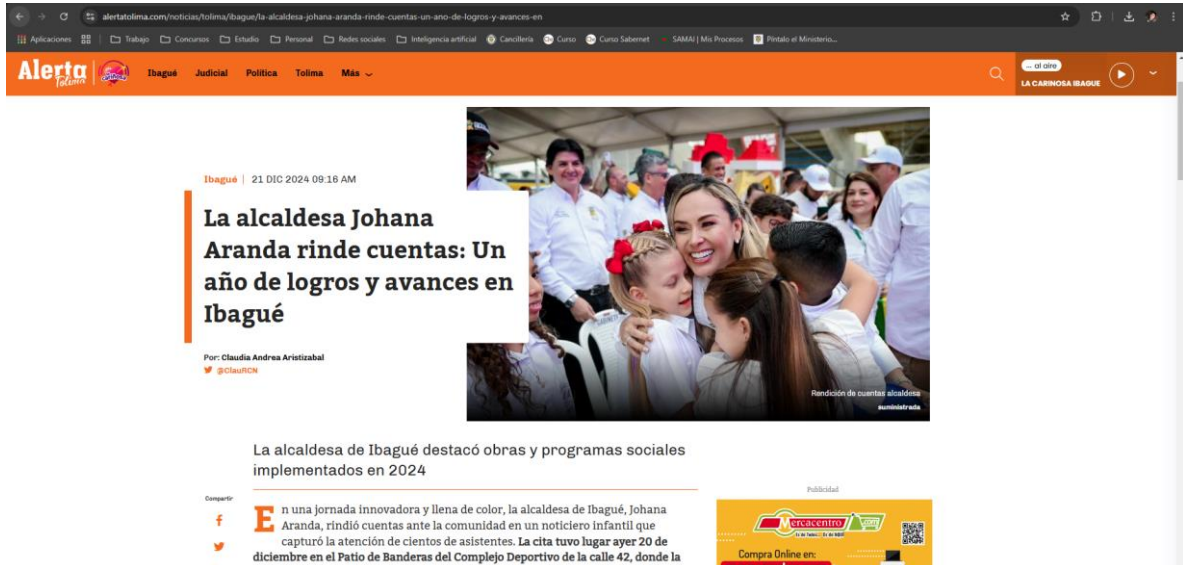 alertatolima.com/noticias/tolima/ibague/la-alcaldesa-johana-aranda-rinde-cuentas-un-ano-de-logros-y-avances-en
Aplicaciones Trabajo Concursos Estudio Personal Redes sociales Inteligencia artificial Cancillería Curso Curso Sabernet SAMAI | Mis Procesos Píntalo el Ministerio...
Alerta
Tolima
Ibagué Judicial Política Tolima Más
... al aire
LA CARINOSA IBAGUE
Ibagué | 21 DIC 2024 09:16 AM
La alcaldesa Johana
Aranda rinde cuentas: Un
año de logros y avances en
Ibagué
Por: Claudia Andrea Aristizabal
@ClauRCN
Rendición de cuentas alcaldesa
suministrada
La alcaldesa de Ibagué destacó obras y programas sociales
implementados en 2024
Compartir
En una jornada innovadora y llena de color, la alcaldesa de Ibagué, Johana
Aranda, rindió cuentas ante la comunidad en un noticiero infantil que
capturó la atención de cientos de asistentes. La cita tuvo lugar ayer 20 de
diciembre en el Patio de Banderas del Complejo Deportivo de la calle 42, donde la
Publicidad
Mercacentro .com
Compra Online en: